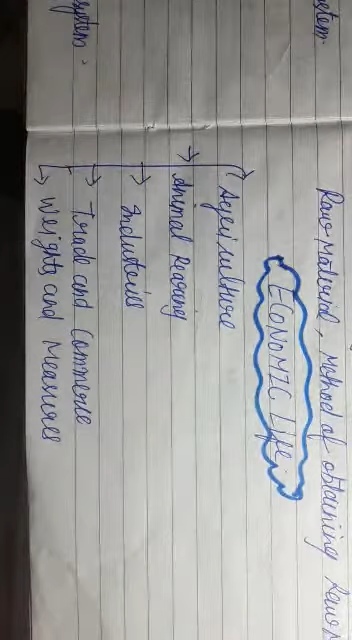 system.
Raw Material, Method of obtaining Raw
ECONOMIC Life
Agriculture
Animal Rearing
Industries
Trade and Commerce
Weights and Measures
system.